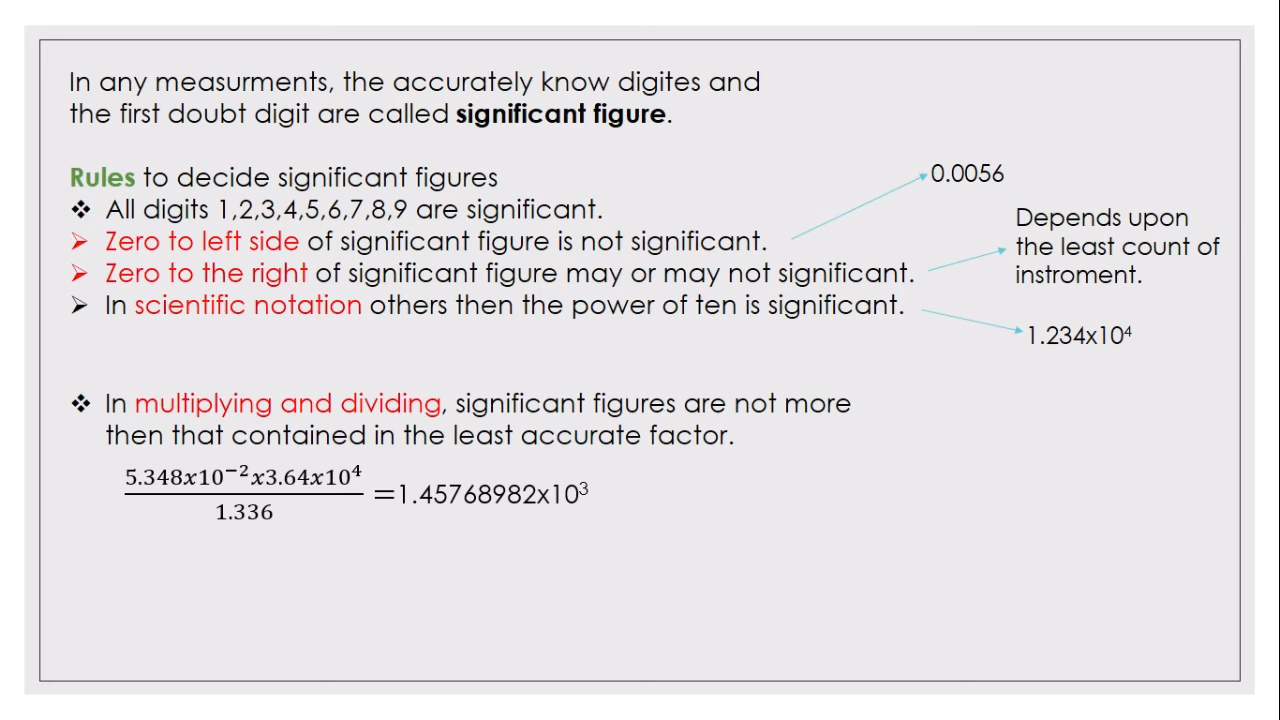 In any measurments, the accurately know digites and
the first doubt digit are called significant figure.
Rules to decide significant figures
❖ All digits 1,2,3,4,5,6,7,8,9 are significant.
➢ Zero to left side of significant figure is not significant.
0.0056
➢ Zero to the right of significant figure may or may not significant.
Depends upon
the least count of
instroment.
➢ In scientific notation others then the power of ten is significant.
1.234x10⁴
❖ In multiplying and dividing, significant figures are not more
then that contained in the least accurate factor.
5.348x10⁻²x3.64x10⁴
1.336
=1.45768982x10³